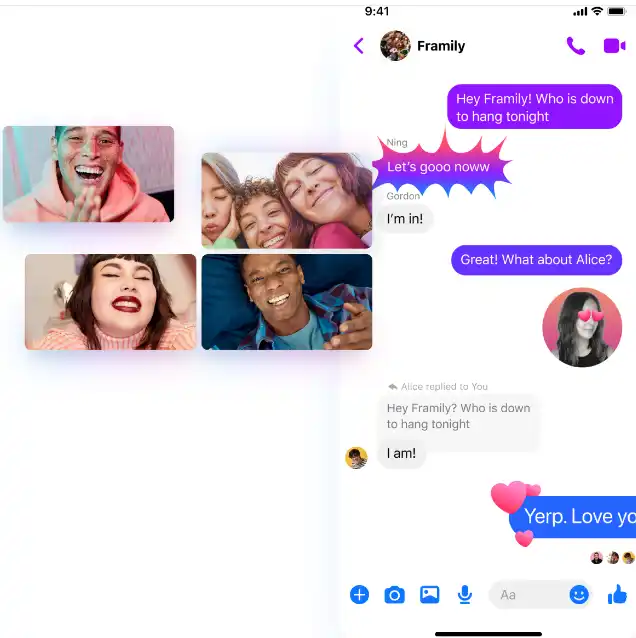 9:41
Framily
Hey Framily! Who is down
to hang tonight
Ning
Let's gooo noww
Gordon
I'm in!
Great! What about Alice?
Alice replied to You
Hey Framily? Who is down
to hang tonight
I am!
Yerp. Love yo
Aa